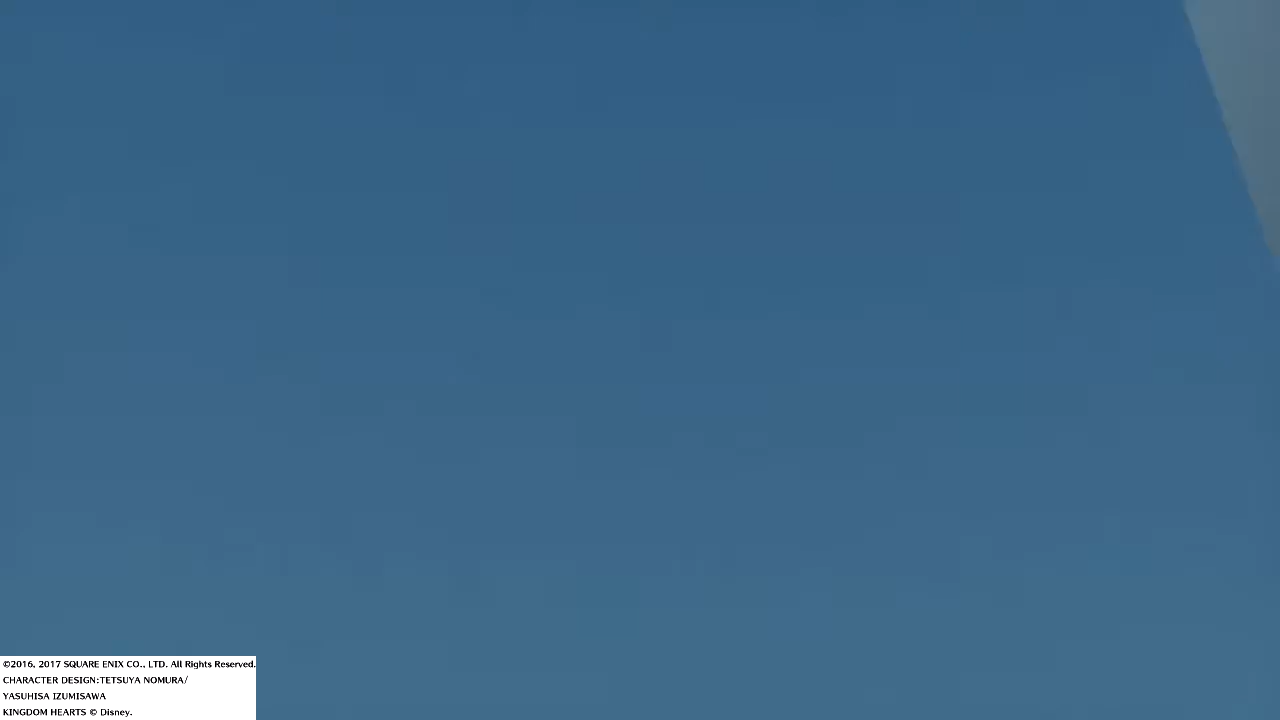 ©2016, 2017 SQUARE ENIX CO., LTD. All Rights Reserved.
CHARACTER DESIGN:TETSUYA NOMURA/
YASUHISA IZUMISAWA
KINGDOM HEARTS © Disney.